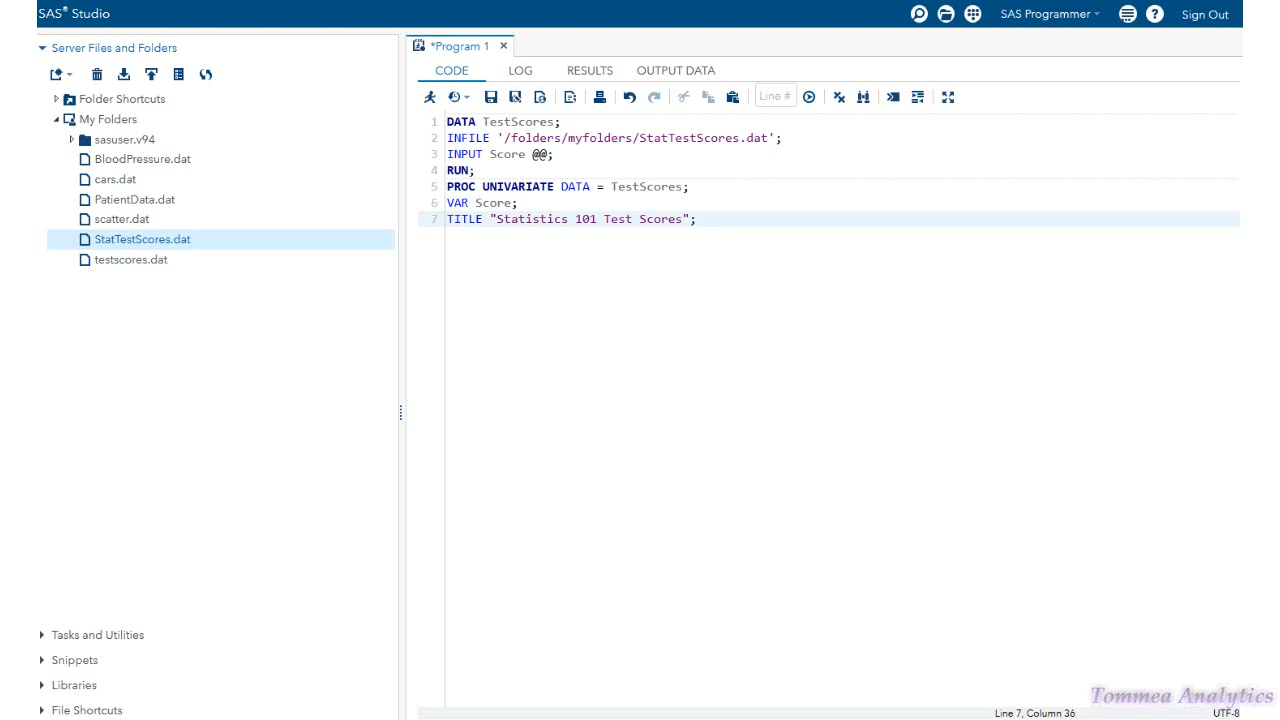 SAS® Studio
SAS Programmer
Sign Out
Server Files and Folders
Folder Shortcuts
My Folders
sasuser.v94
BloodPressure.dat
cars.dat
PatientData.dat
scatter.dat
StatTestScores.dat
testscores.dat
Tasks and Utilities
Snippets
Libraries
File Shortcuts
*Program 1
CODE LOG RESULTS OUTPUT DATA
Line #
1 DATA TestScores;
2 INFILE '/folders/myfolders/StatTestScores.dat';
3 INPUT Score @@;
4 RUN;
5 PROC UNIVARIATE DATA = TestScores;
6 VAR Score;
7 TITLE "Statistics 101 Test Scores";
Tommea Analytics
Line 7, Column 36
UTF-8